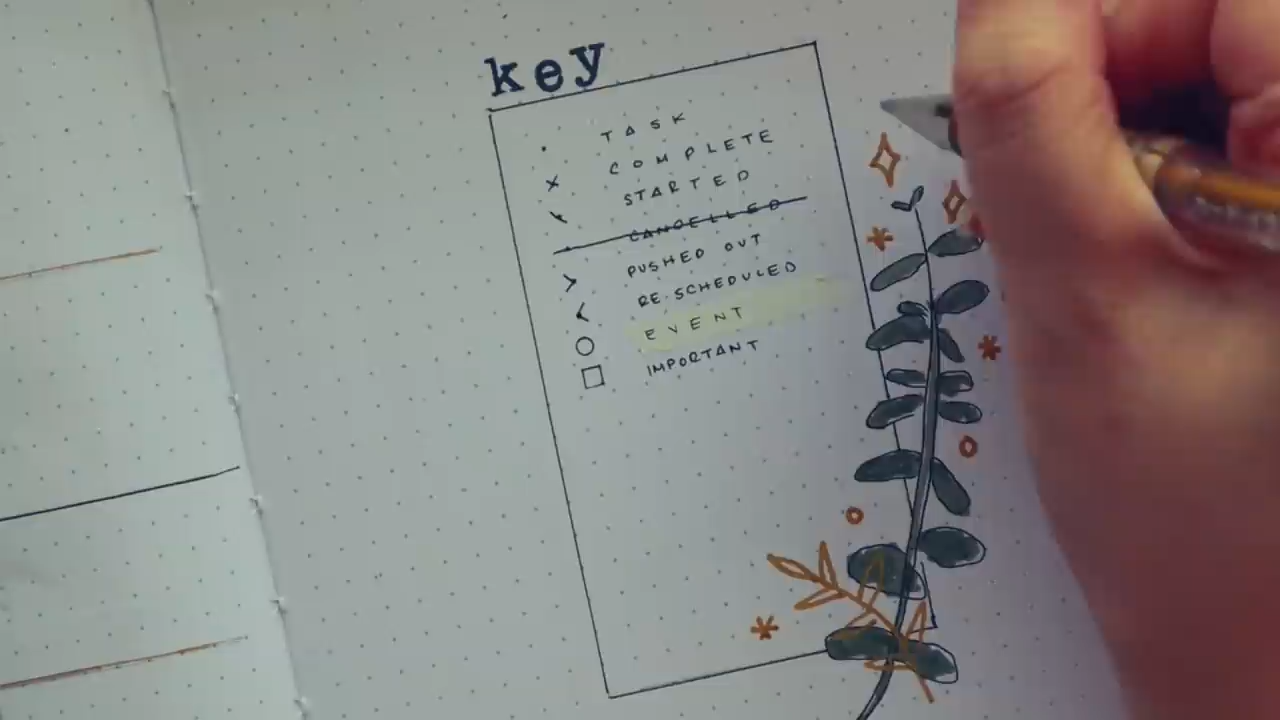 key
• TASK
x COMPLETE
\ STARTED
CANCELLED
> PUSHED OUT
< RE-SCHEDULED
○ EVENT
□ IMPORTANT